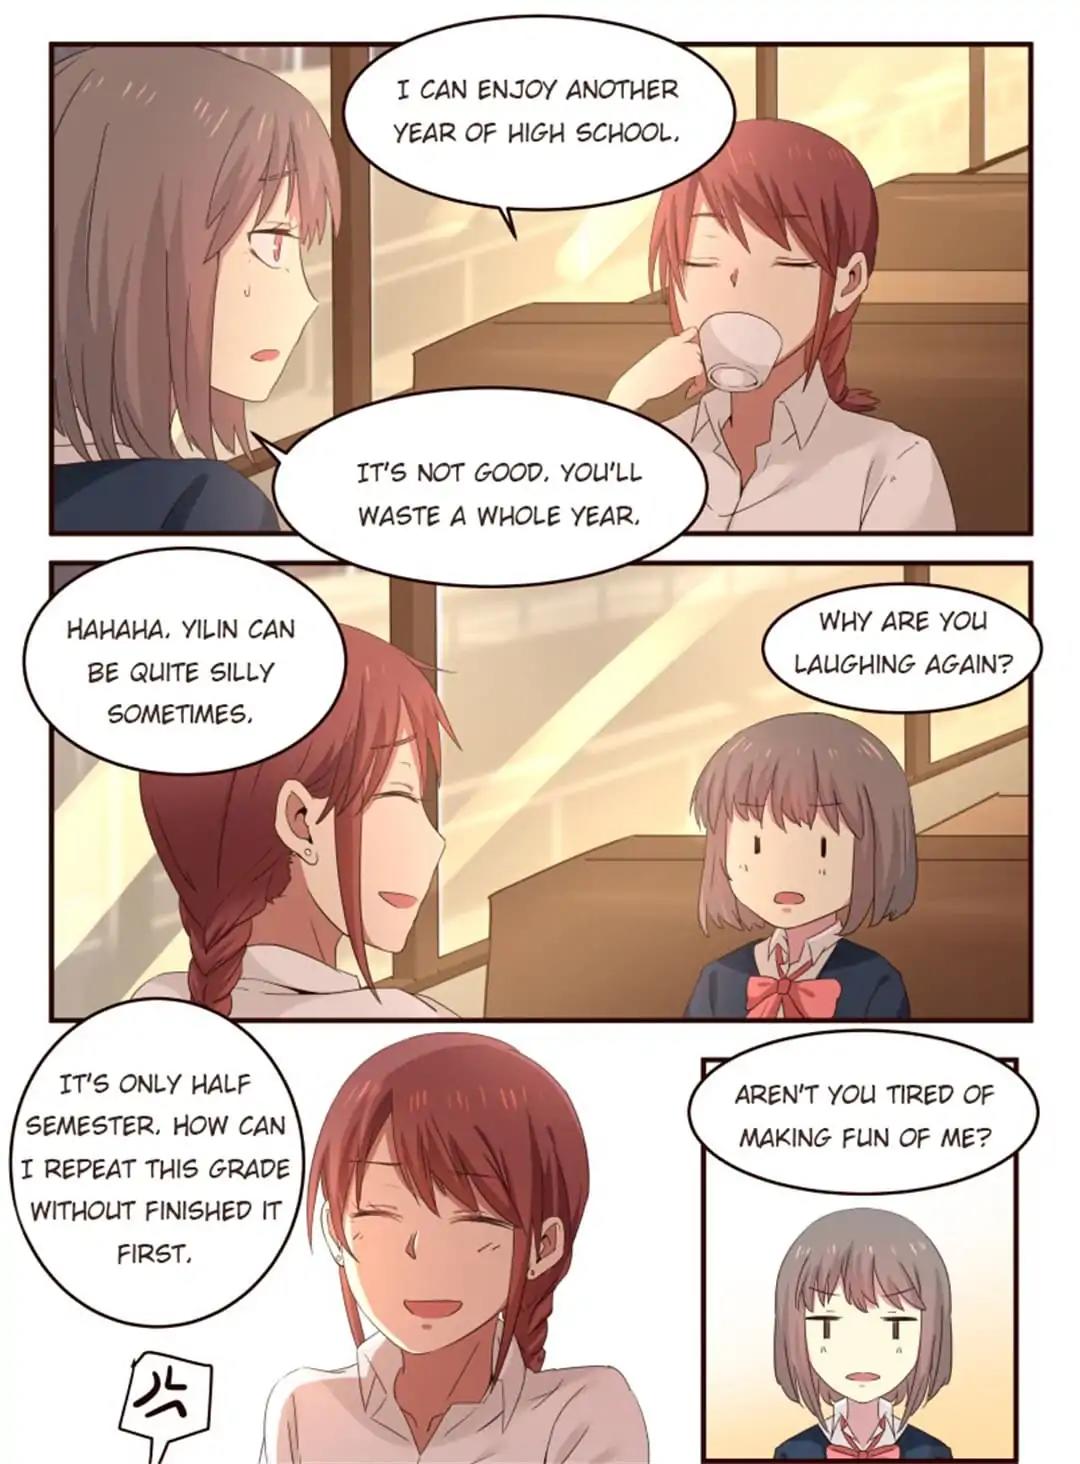 I CAN ENJOY ANOTHER
YEAR OF HIGH SCHOOL.
IT'S NOT GOOD. YOU'LL
WASTE A WHOLE YEAR.
HAHAHA. YILIN CAN
BE QUITE SILLY
SOMETIMES.
WHY ARE YOU
LAUGHING AGAIN?
IT'S ONLY HALF
SEMESTER. HOW CAN
I REPEAT THIS GRADE
WITHOUT FINISHED IT
FIRST.
AREN'T YOU TIRED OF
MAKING FUN OF ME?